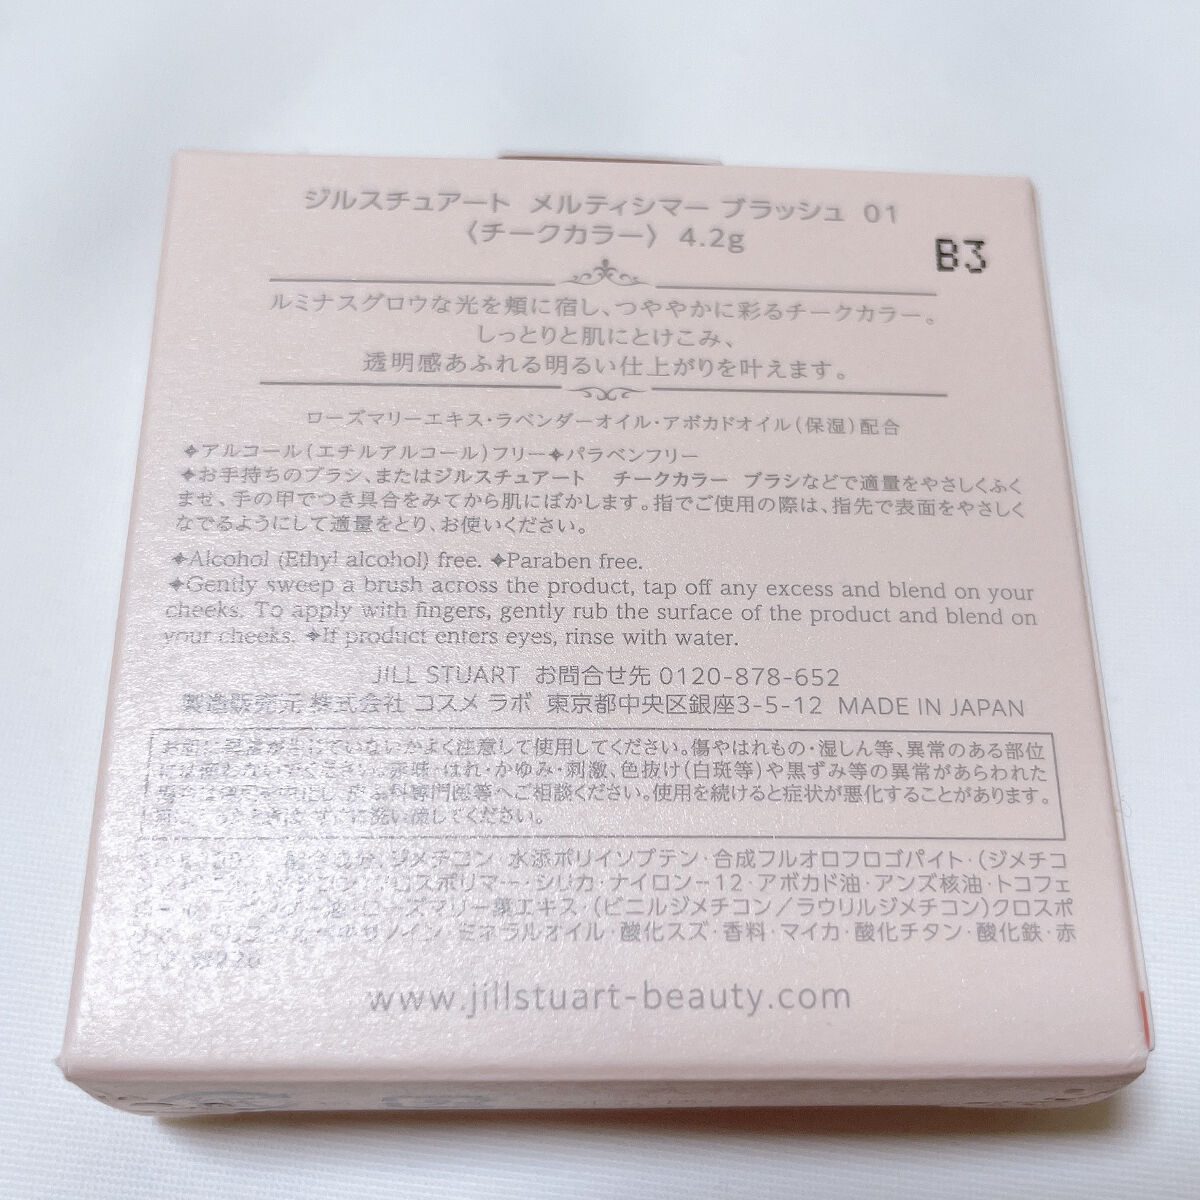 ジルスチュアート メルティシマー ブラッシュ 01
〈チークカラー〉 4.2g
B3
ルミナスグロウな光を頬に宿し、つややかに彩るチークカラー。
しっとりと肌にとけこみ、
透明感あふれる明るい仕上がりを叶えます。
ローズマリーエキス・ラベンダーオイル・アボカドオイル(保湿)配合
✦アルコール(エチルアルコール)フリー✦パラベンフリー
✦お手持ちのブラシ、またはジルスチュアート チークカラー ブラシなどで適量をやさしくふく
ませ、手の甲でつき具合をみてから肌にぼかします。指でご使用の際は、指先で表面をやさしく
なでるようにして適量をとり、お使いください。
✦Alcohol (Ethyl alcohol) free. ✦Paraben free.
✦Gently sweep a brush across the product, tap off any excess and blend on your
cheeks. To apply with fingers, gently rub the surface of the product and blend on
your cheeks. ✦If product enters eyes, rinse with water.
JILL STUART お問合せ先 0120-878-652
製造販売元 株式会社 コスメ ラボ 東京都中央区銀座3-5-12 MADE IN JAPAN
お肌に異常が生じていないかよく注意して使用してください。傷やはれもの・湿しん等、異常のある部位
はれ・かゆみ・刺激、色抜け(白斑等)や黒ずみ等の異常があらわれた
専門医等へご相談ください。使用を続けると症状が悪化することがあります。
すぐに洗い流してください。
ジメチコン・水添ポリイソブテン・合成フルオロフロゴパイト・(ジメチコ
クロスポリマー・シリカ・ナイロン-12・アボカド油・アンズ核油・トコフェ
ローズマリー葉エキス・(ビニルジメチコン/ラウリルジメチコン)クロスポ
ミネラルオイル・酸化スズ・香料・マイカ・酸化チタン・酸化鉄・赤
www.jillstuart-beauty.com